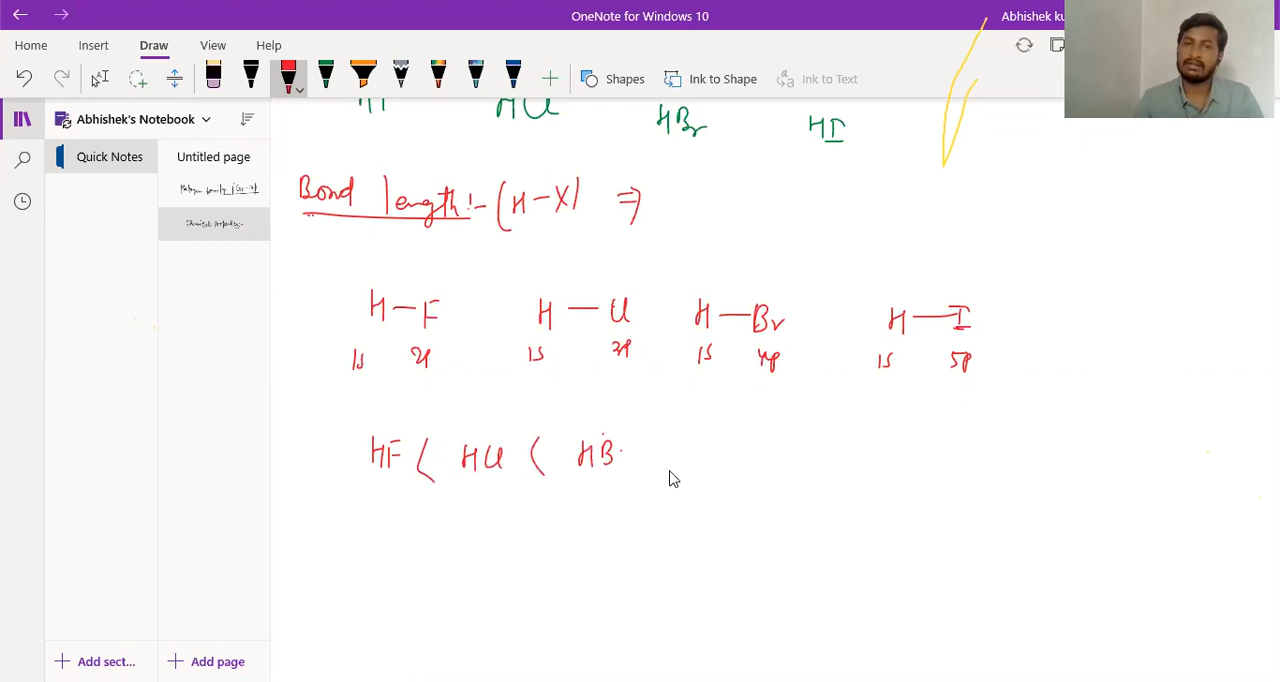 OneNote for Windows 10
Abhishek ku
Home Insert Draw View Help
Shapes Ink to Shape Ink to Text
Abhishek's Notebook
HCl HBr HI
Quick Notes Untitled page
Bond length:- (H-X) ⇒
H-F H-Cl H-Br H-I
1s 2p 1s 3p 1s 4p 1s 5p
HF < HCl < HB
Add sect... Add page